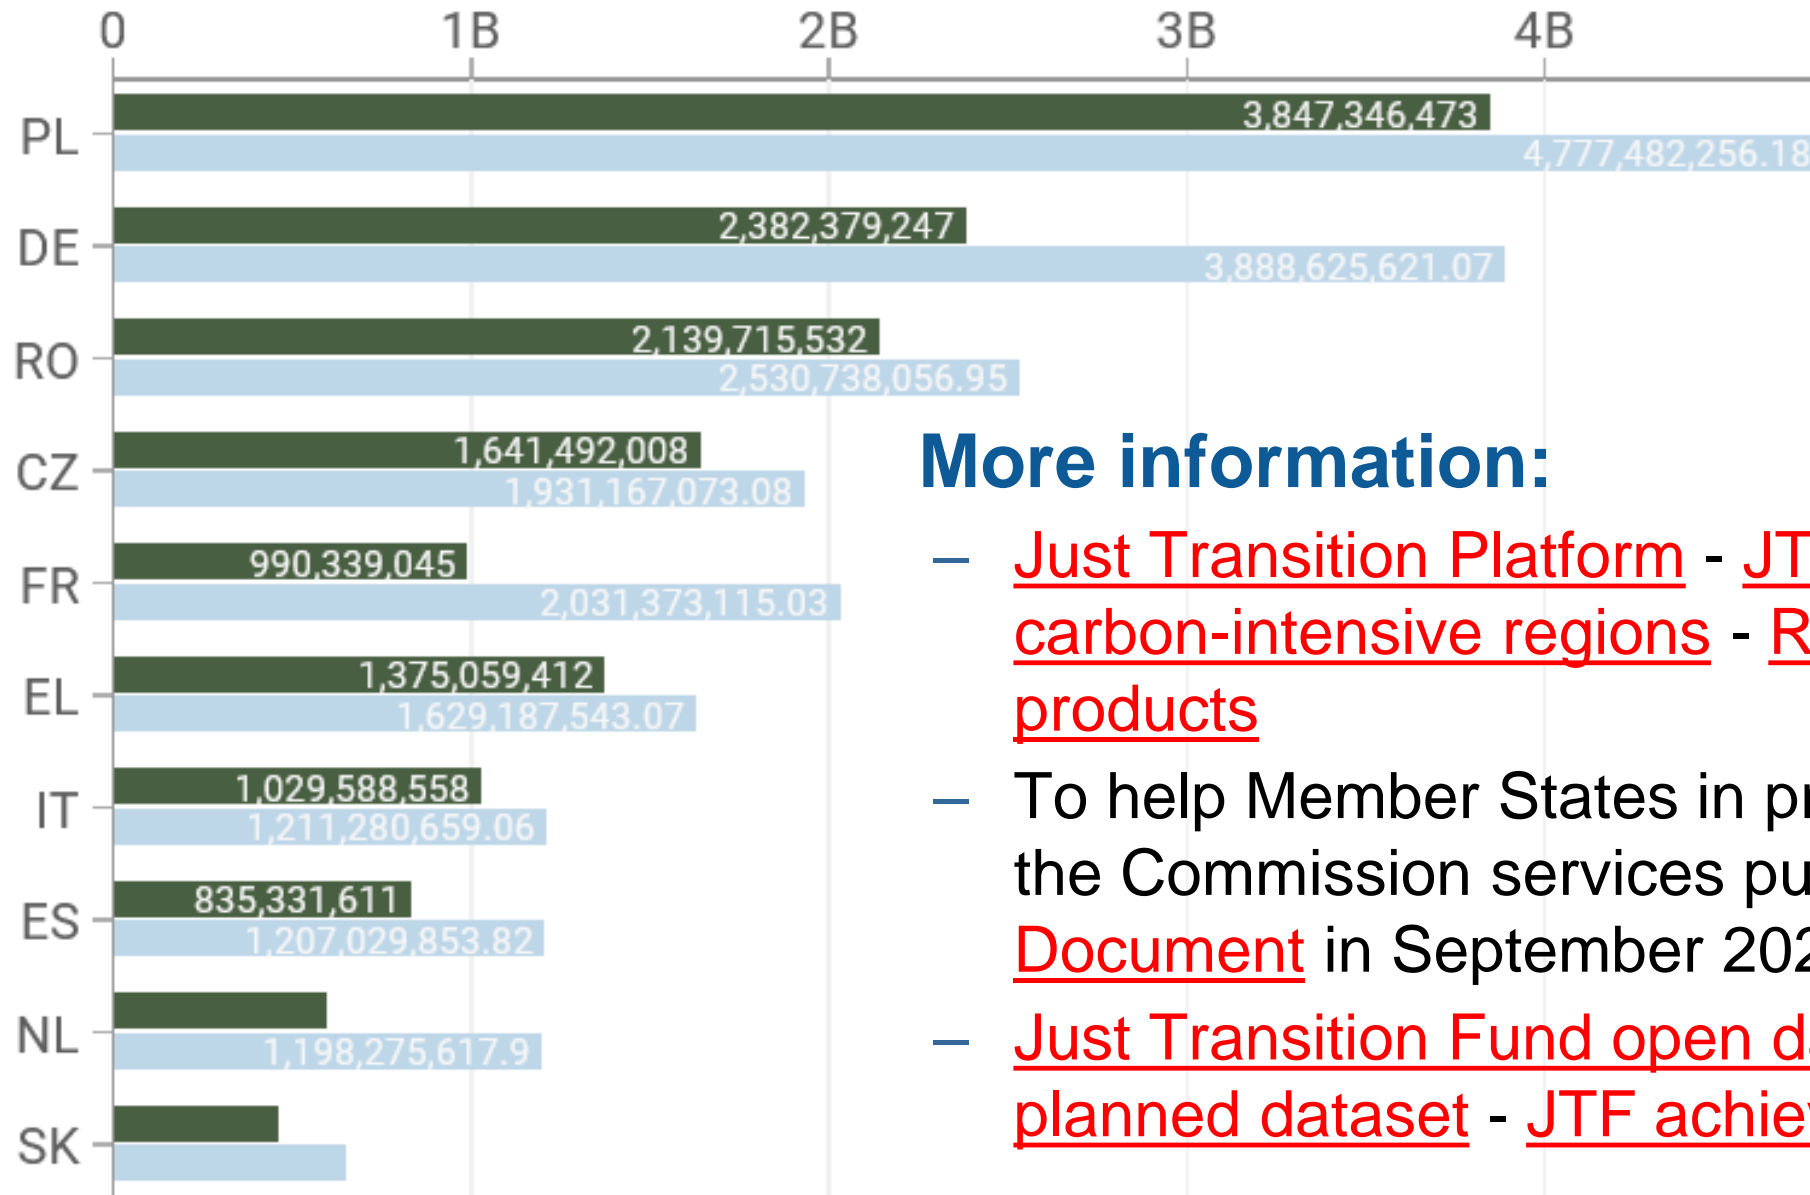 0 1B 2B 3B 4B
PL
3,847,346,473
4,777,482,256.18
DE
2,382,379,247
3,888,625,621.07
RO
2,139,715,532
2,530,738,056.95
CZ
1,641,492,008
1,931,167,073.08
FR
990,339,045
2,031,373,115.03
EL
1,375,059,412
1,629,187,543.07
IT
1,029,588,558
1,211,280,659.06
ES
835,331,611
1,207,029,853.82
NL
1,198,275,617.9
SK
More information:
– Just Transition Platform -
carbon-intensive regions -
products
– To help Member States in
the Commission services
Document in September
– Just Transition Fund open
planned dataset - JTF